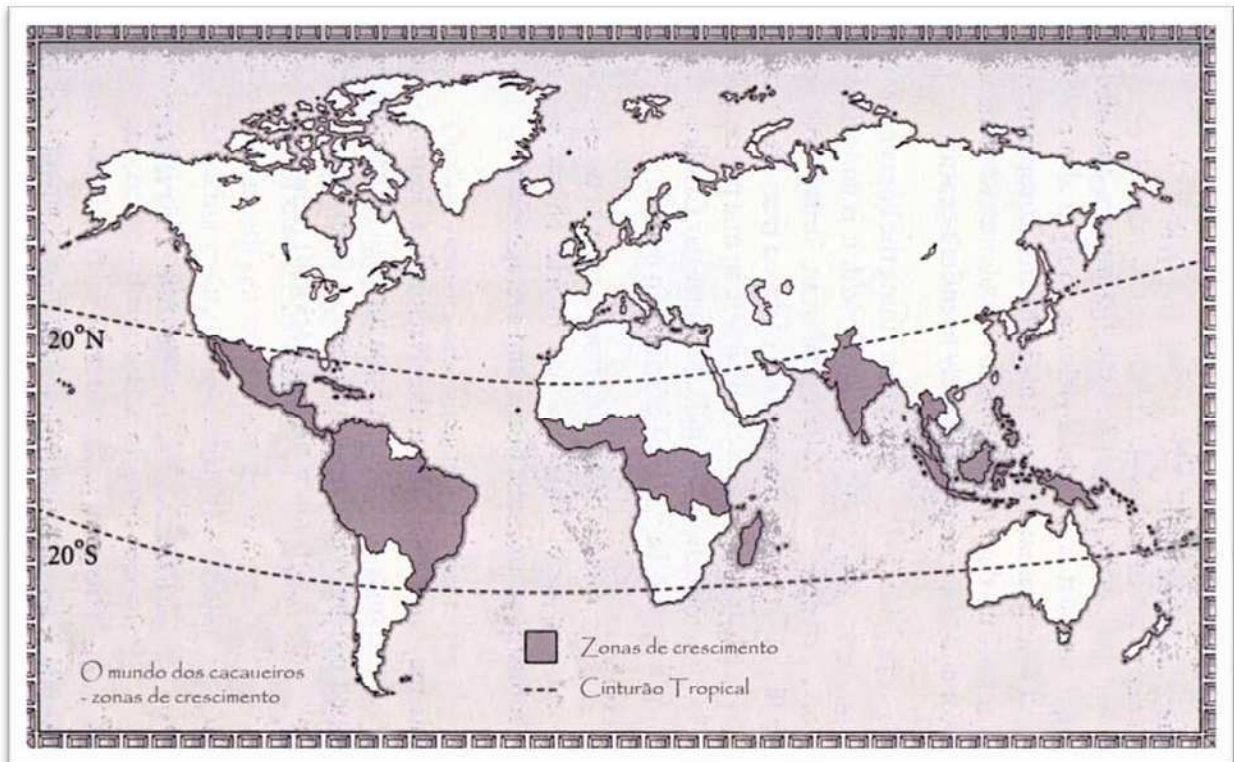 20°N
20°S
O mundo dos cacaueiros
- zonas de crescimento
Zonas de crescimento
Cinturão Tropical